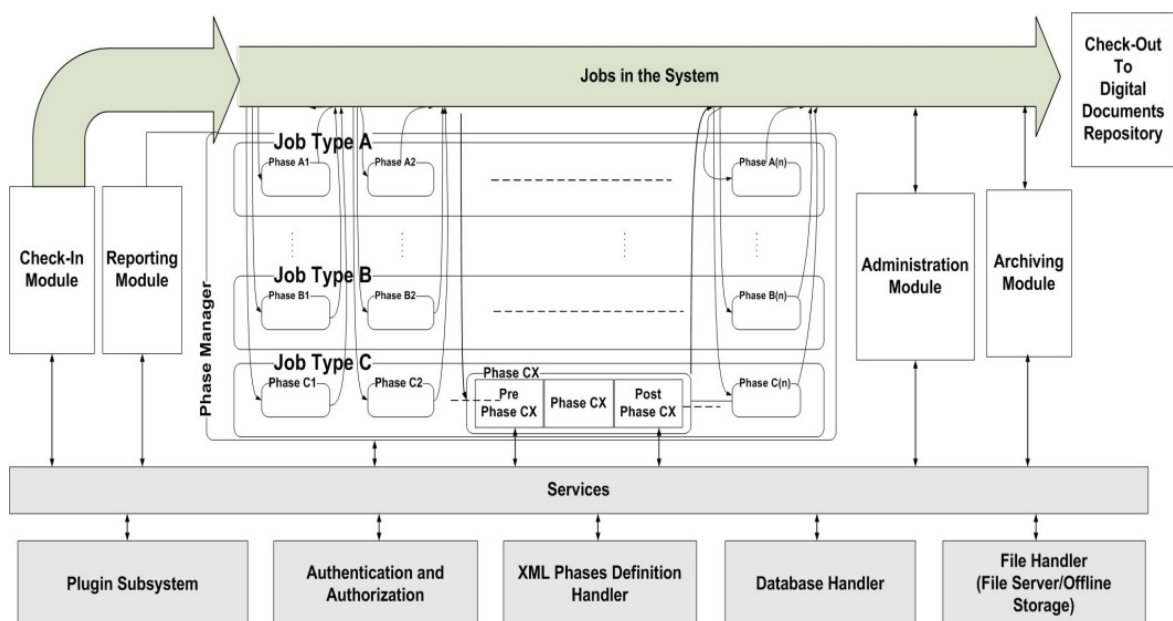 Jobs in the System
Check-Out
To
Digital
Documents
Repository
Check-In
Module
Reporting
Module
Phase Manager
Job Type A
Phase A1
Phase A2
Phase A(n)
Job Type B
Phase B1
Phase B2
Phase B(n)
Job Type C
Phase C1
Phase C2
Phase CX
Pre
Phase CX
Phase CX
Post
Phase CX
Phase C(n)
Administration
Module
Archiving
Module
Services
Plugin Subsystem
Authentication and
Authorization
XML Phases Definition
Handler
Database Handler
File Handler
(File Server/Offline
Storage)